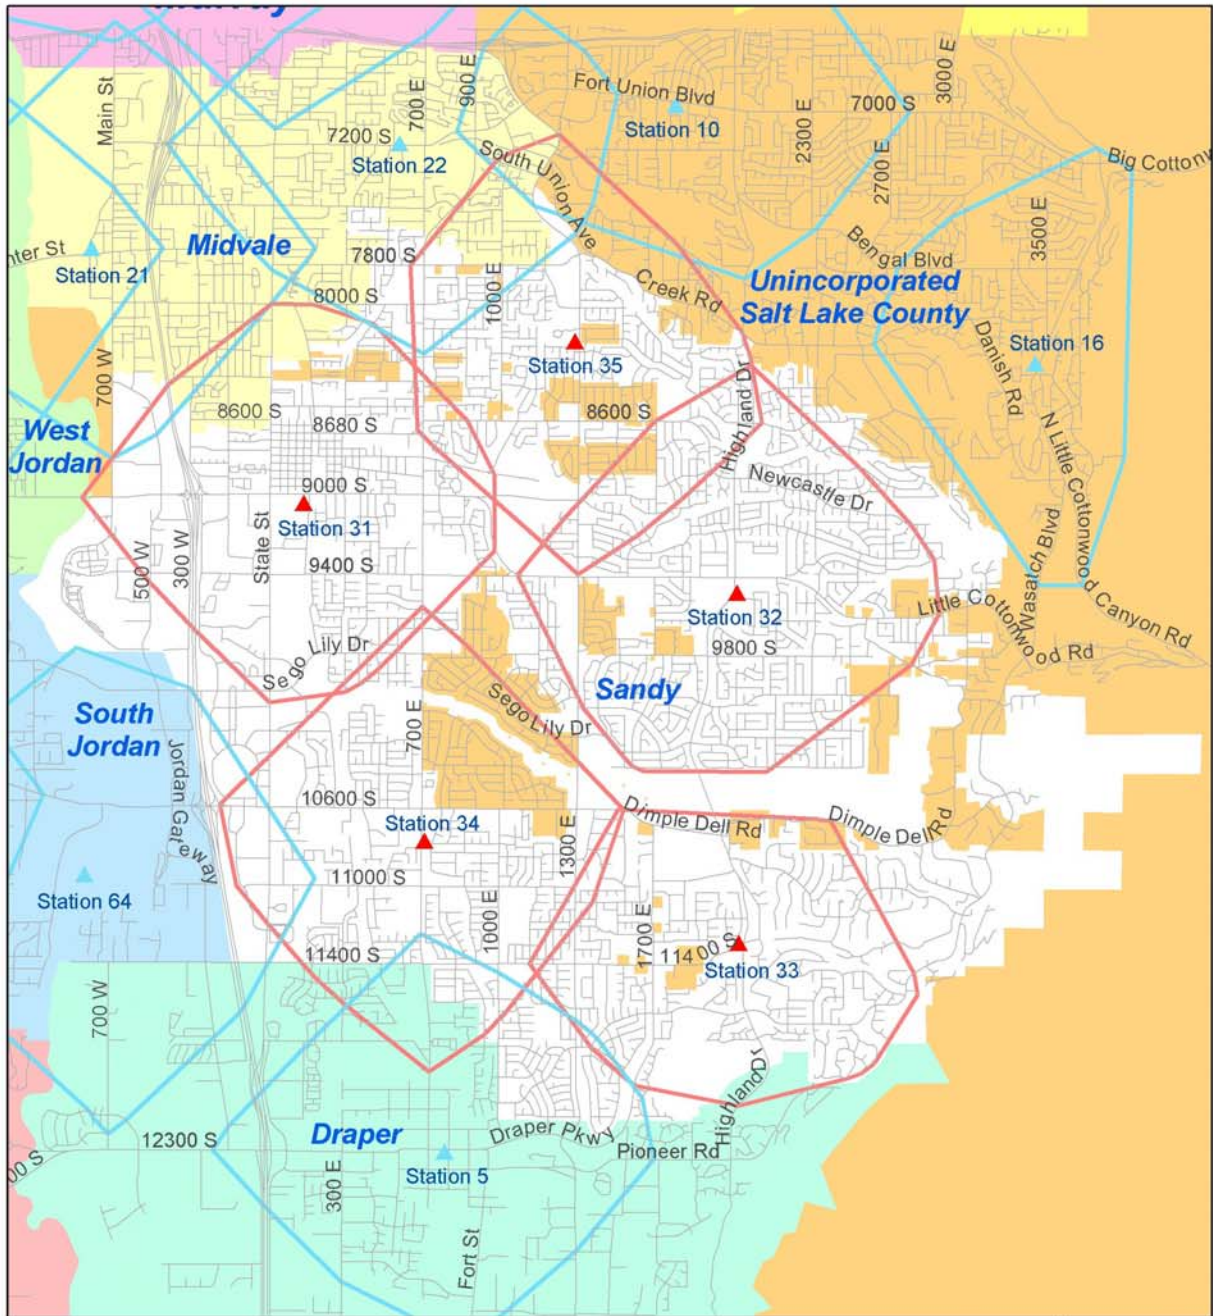 Fort Union Blvd
7000 S
3000 E
900 E
700 E
Main St
7200 S
Station 10
2300 E
2700 E
Station 22
South Union Ave
Big Cottonw
3500 E
Midvale
7800 S
nter St
Station 21
Bengal Blvd
Creek Rd
Unincorporated
Salt Lake County
8000 S
1000 E
Danish Rd
Station 16
Station 35
700 W
Highland Dr
8600 S
8600 S
8680 S
West
Jordan
N Little Cottonwood Canyon Rd
Newcastle Dr
9000 S
Station 31
State St
Wasatch Blvd
500 W
300 W
9400 S
Station 32
Little Cottonwood Rd
9800 S
Sego Lily Dr
Sandy
Sego Lily Dr
700 E
South
Jordan
Jordan Gateway
10600 S
Station 34
Dimple Dell Rd
Dimple Dell Rd
1300 E
11000 S
Station 64
1000 E
1700 E
11400 S
11400 S
Station 33
700 W
Highland Dr
Draper
12300 S
Draper Pkwy
Pioneer Rd
00 S
300 E
Station 5
Fort St